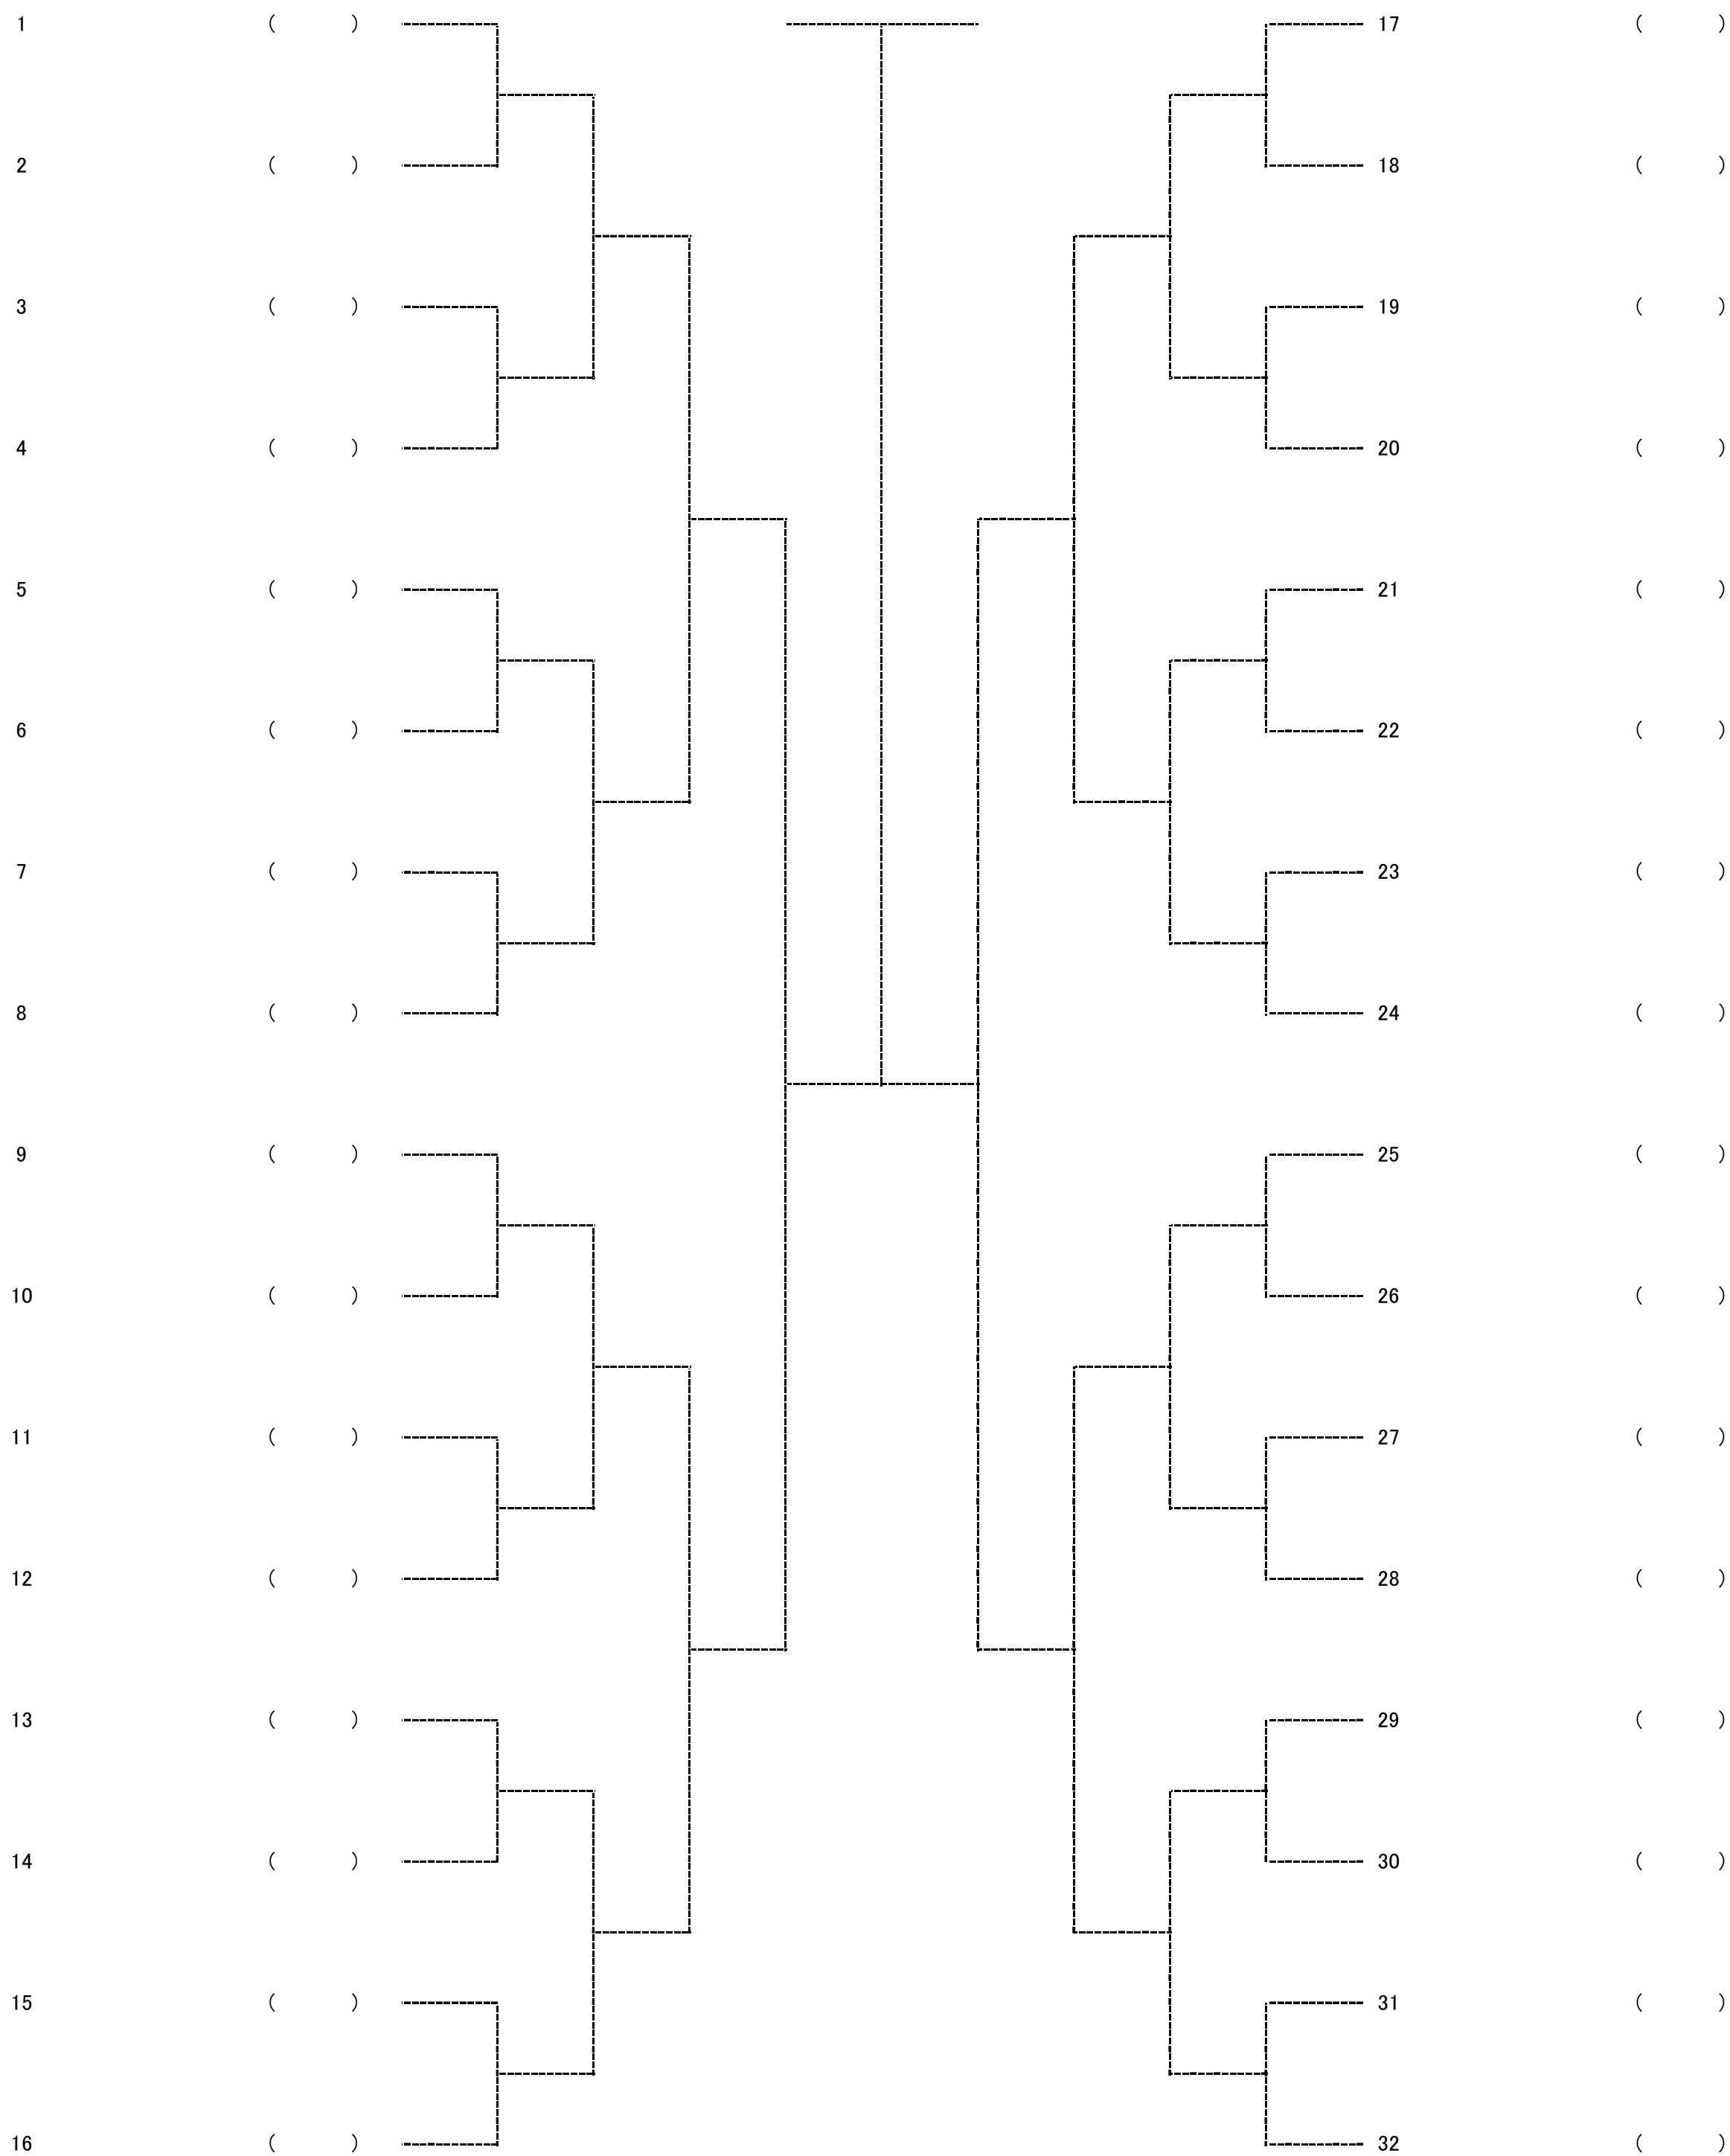 1 ( ) 17 ( )
2 ( ) 18 ( )
3 ( ) 19 ( )
4 ( ) 20 ( )
5 ( ) 21 ( )
6 ( ) 22 ( )
7 ( ) 23 ( )
8 ( ) 24 ( )
9 ( ) 25 ( )
10 ( ) 26 ( )
11 ( ) 27 ( )
12 ( ) 28 ( )
13 ( ) 29 ( )
14 ( ) 30 ( )
15 ( ) 31 ( )
16 ( ) 32 ( )